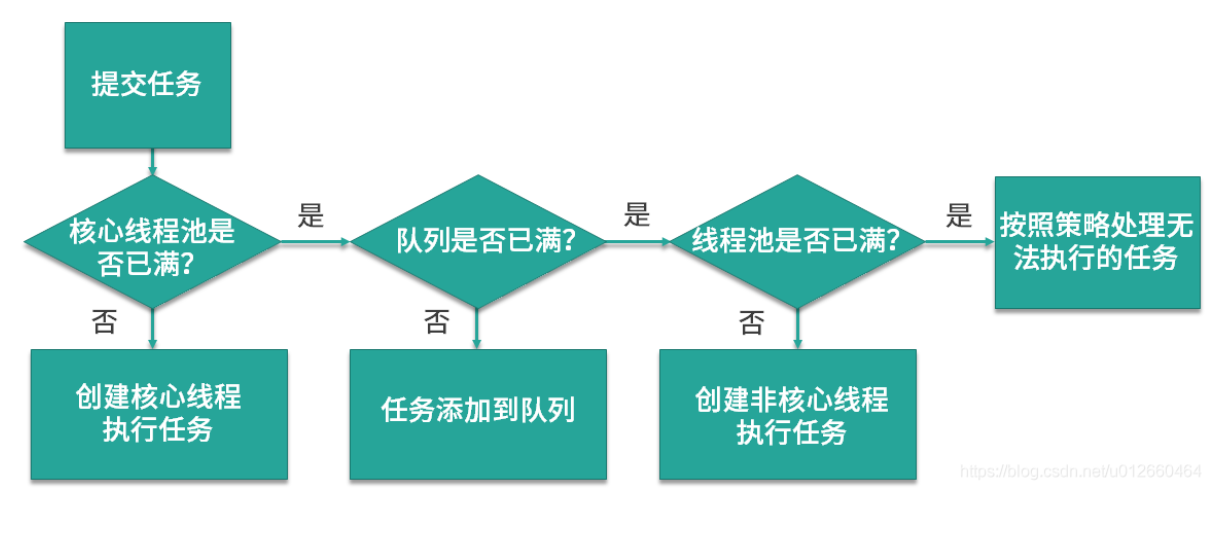 提交任务
核心线程池是
否已满？
是
队列是否已满？
是
线程池是否已满？
是
按照策略处理无
法执行的任务
否
否
否
创建核心线程
执行任务
任务添加到队列
创建非核心线程
执行任务
https://blog.csdn.net/u012660464